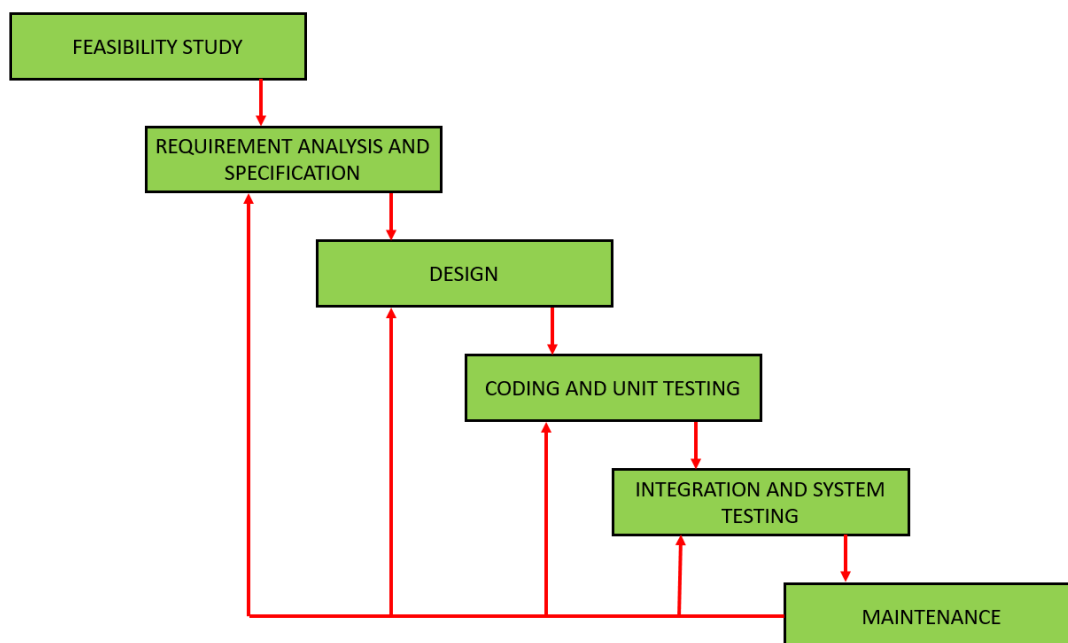 FEASIBILITY STUDY
REQUIREMENT ANALYSIS AND
SPECIFICATION
DESIGN
CODING AND UNIT TESTING
INTEGRATION AND SYSTEM
TESTING
MAINTENANCE